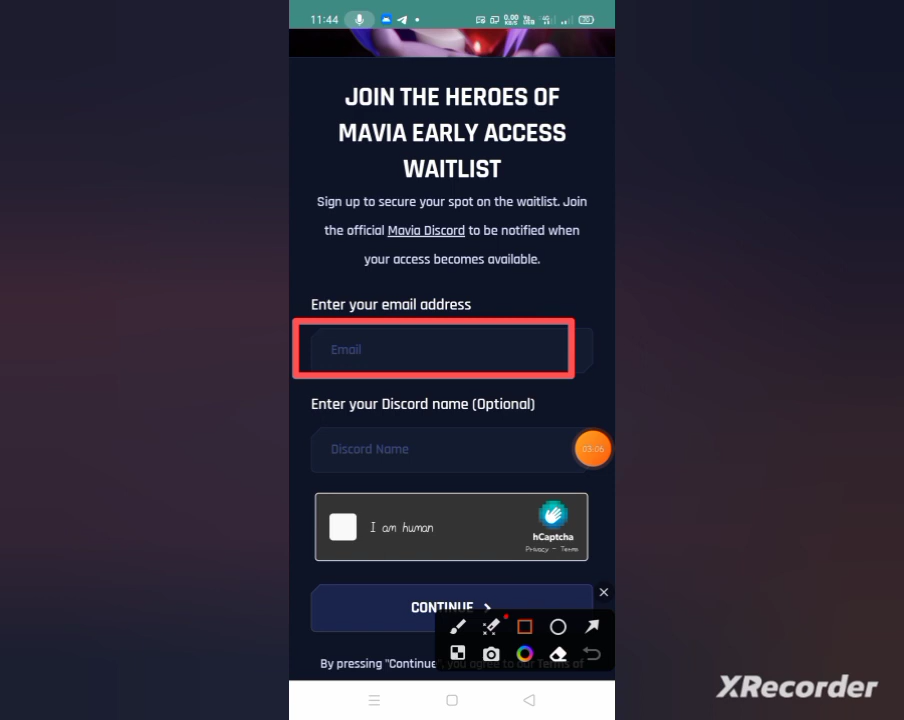 11:44
0.00
KB/S
JOIN THE HEROES OF
MAVIA EARLY ACCESS
WAITLIST
Sign up to secure your spot on the waitlist. Join
the official Mavia Discord to be notified when
your access becomes available.
Enter your email address
Email
Enter your Discord name (Optional)
Discord Name
03:06
I am human
hCaptcha
Privacy - Terms
CONTINUE >
By pressing "Continue", you agree to our Terms of
XRecorder